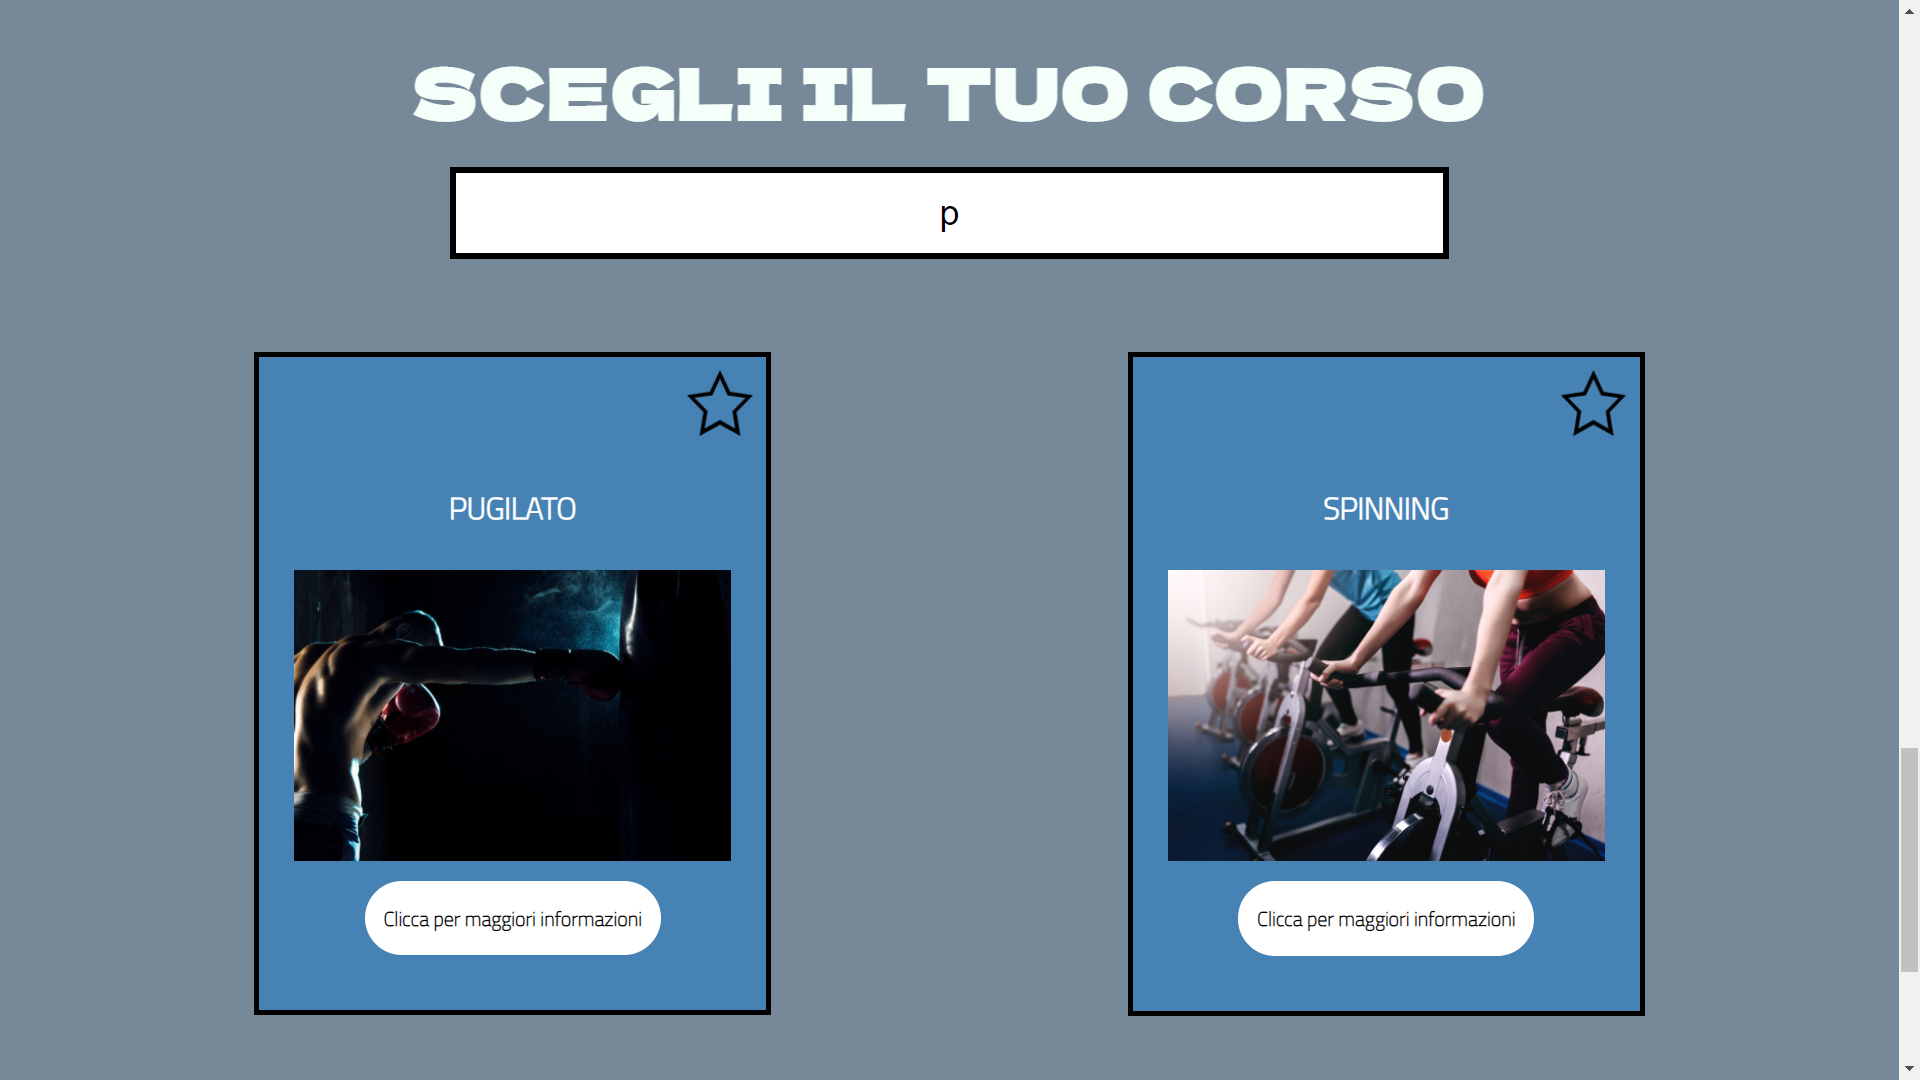 SCEGLI IL TUO CORSO
p
PUGILATO
SPINNING
Clicca per maggiori informazioni
Clicca per maggiori informazioni